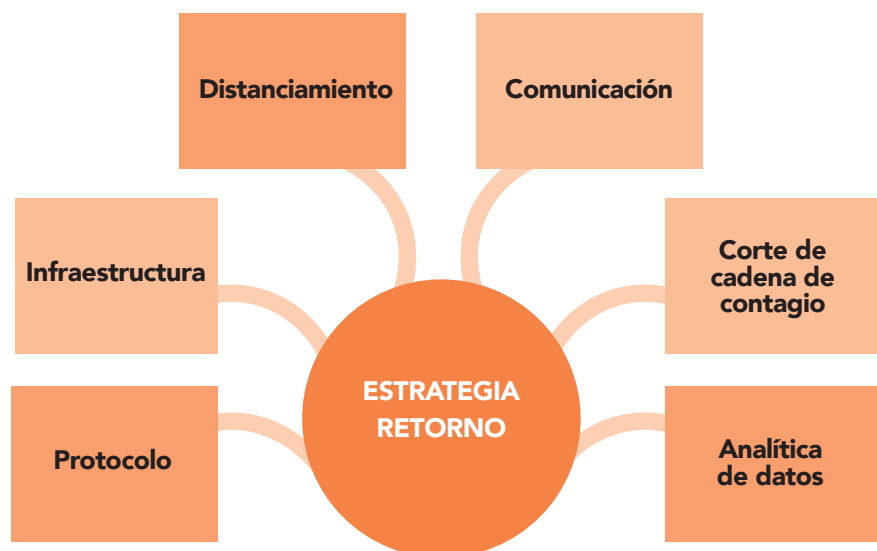 Distanciamiento
Comunicación
Infraestructura
Corte de
cadena de
contagio
ESTRATEGIA
RETORNO
Protocolo
Analítica
de datos